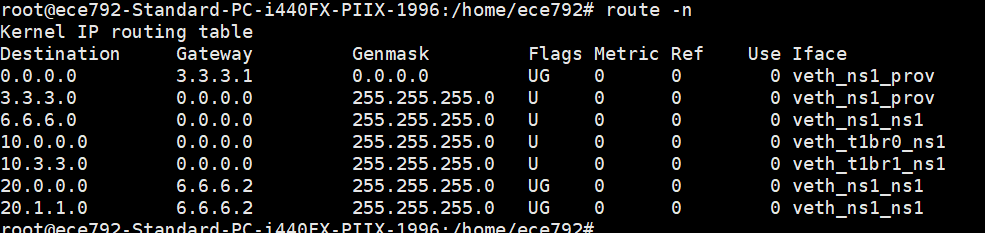 root@ece792-Standard-PC-i440FX-PIIX-1996:/home/ece792# route -n
Kernel IP routing table
Destination     Gateway         Genmask         Flags Metric Ref    Use Iface
0.0.0.0         3.3.3.1         0.0.0.0         UG    0      0        0 veth_ns1_prov
3.3.3.0         0.0.0.0         255.255.255.0   U     0      0        0 veth_ns1_prov
6.6.6.0         0.0.0.0         255.255.255.0   U     0      0        0 veth_ns1_ns1
10.0.0.0        0.0.0.0         255.255.255.0   U     0      0        0 veth_t1br0_ns1
10.3.3.0        0.0.0.0         255.255.255.0   U     0      0        0 veth_t1br1_ns1
20.0.0.0        6.6.6.2         255.255.255.0   UG    0      0        0 veth_ns1_ns1
20.1.1.0        6.6.6.2         255.255.255.0   UG    0      0        0 veth_ns1_ns1
root@ece792-Standard-PC-i440FX-PIIX-1996:/home/ece792#